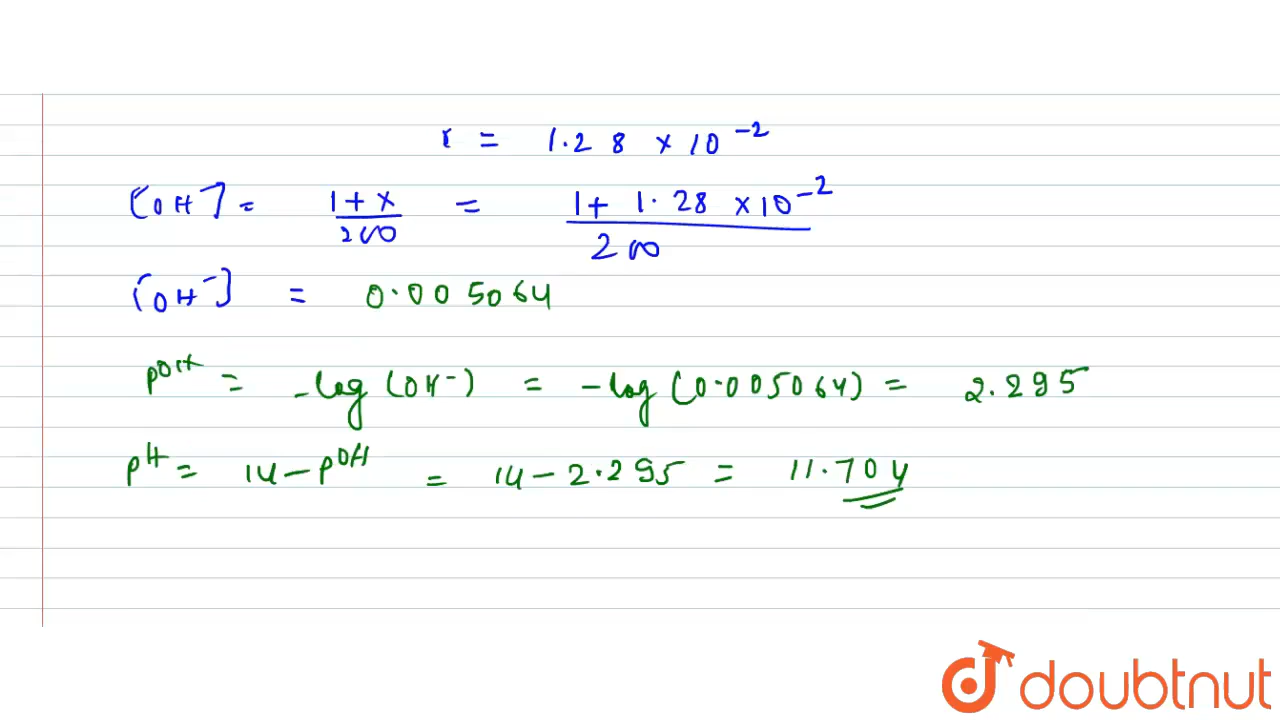 x = 1.28 × 10⁻²
[OH⁻] = 1+x/200 = 1+ 1.28 ×10⁻²/200
[OH⁻] = 0.005064
pOH = -log(OH⁻) = -log(0.005064) = 2.295
pH = 14-pOH = 14-2.295 = 11.704
doubtnut